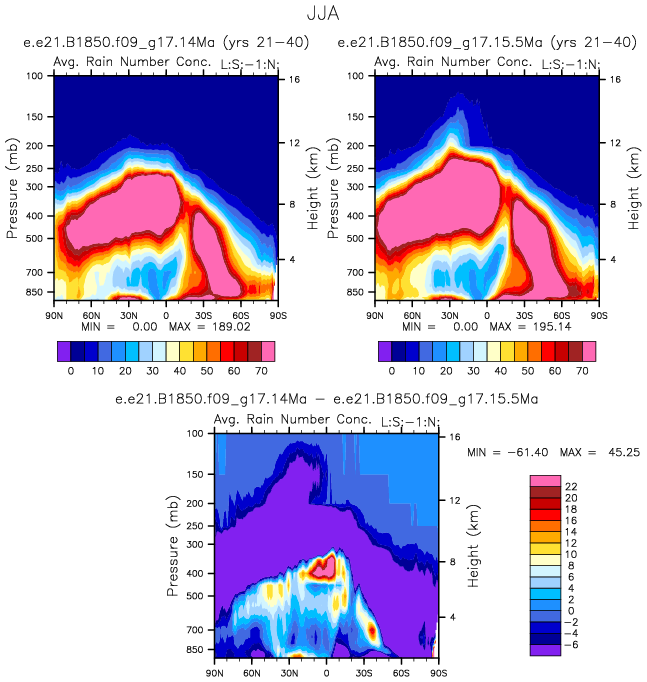 JJA
e.e21.B1850.f09_g17.14Ma (yrs 21-40) e.e21.B1850.f09_g17.15.5Ma (yrs 21-40)
Avg. Rain Number Conc. L:S;-1:N; Avg. Rain Number Conc. L:S;-1:N;
100 16 100 16
150 150
12 12
200 200
250 250
300 300
8 8
400 400
500 500
4 4
700 700
850 850
Pressure (mb) Height (km) Pressure (mb) Height (km)
90N 60N 30N 0 30S 60S 90S 90N 60N 30N 0 30S 60S 90S
MIN = 0.00 MAX = 189.02 MIN = 0.00 MAX = 195.14
0 10 20 30 40 50 60 70 0 10 20 30 40 50 60 70
e.e21.B1850.f09_g17.14Ma - e.e21.B1850.f09_g17.15.5Ma
Avg. Rain Number Conc. L:S;-1:N;
MIN = -61.40 MAX = 45.25
100 16
150
12
200
250
300
8
400
500
4
700
850
Pressure (mb) Height (km)
90N 60N 30N 0 30S 60S 90S
22
20
18
16
14
12
10
8
6
4
2
0
-2
-4
-6